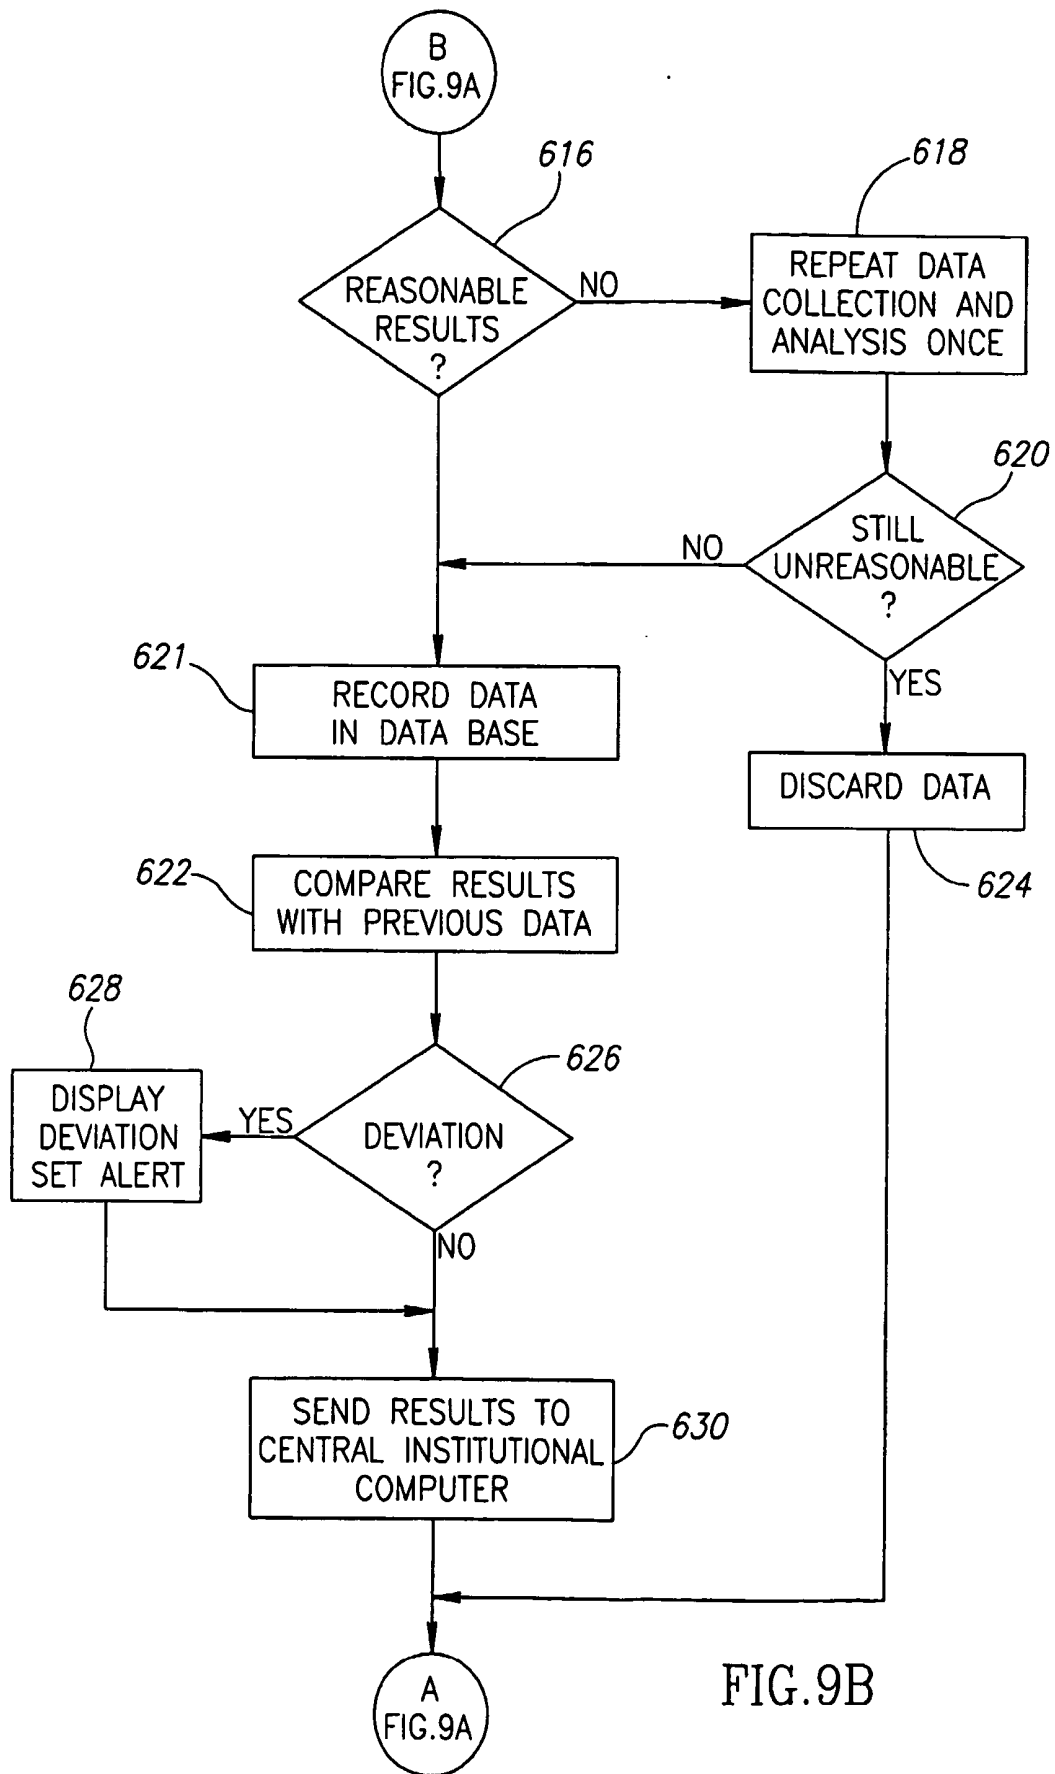 B
FIG.9A
616
618
REASONABLE
RESULTS
?
NO
REPEAT DATA
COLLECTION AND
ANALYSIS ONCE
620
STILL
UNREASONABLE
?
NO
YES
621
RECORD DATA
IN DATA BASE
DISCARD DATA
624
622
COMPARE RESULTS
WITH PREVIOUS DATA
628
626
DISPLAY
DEVIATION
SET ALERT
YES
DEVIATION
?
NO
SEND RESULTS TO
CENTRAL INSTITUTIONAL
COMPUTER
630
A
FIG.9A
FIG.9B